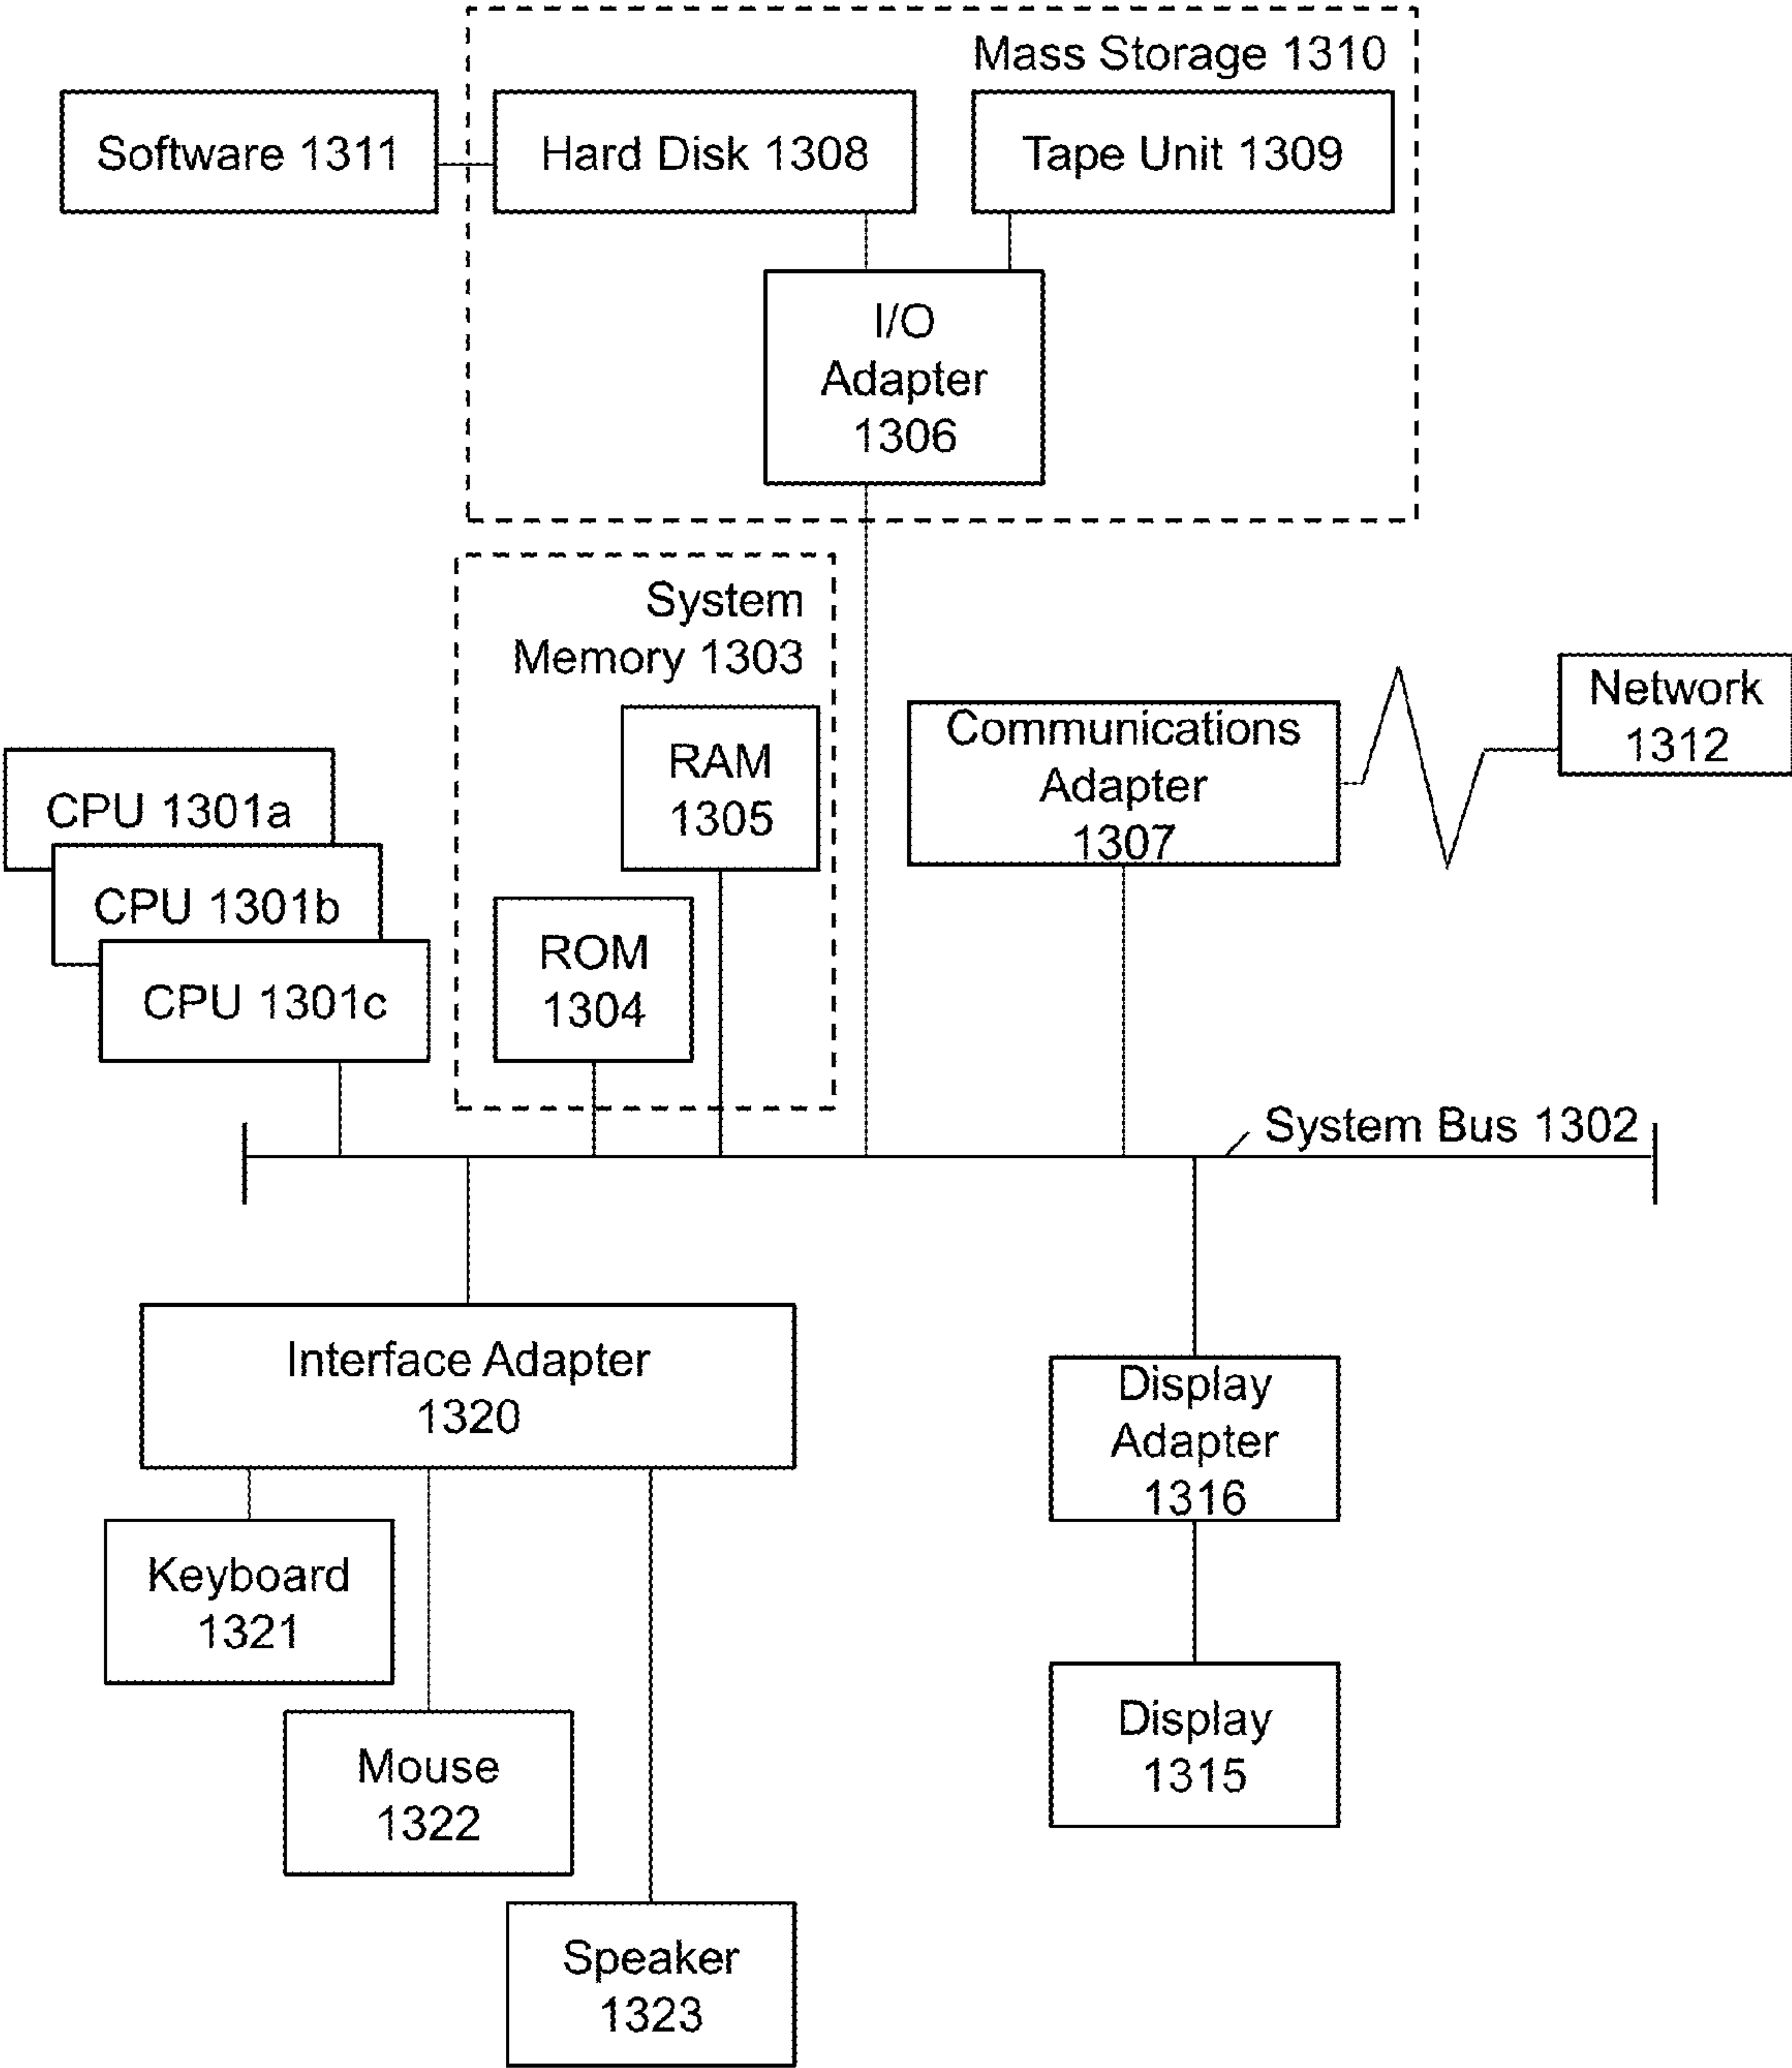 Mass Storage 1310
Software 1311
Hard Disk 1308
Tape Unit 1309
I/O
Adapter
1306
System
Memory 1303
RAM
1305
ROM
1304
CPU 1301a
CPU 1301b
CPU 1301c
Communications
Adapter
1307
Network
1312
System Bus 1302
Interface Adapter
1320
Keyboard
1321
Mouse
1322
Speaker
1323
Display
Adapter
1316
Display
1315